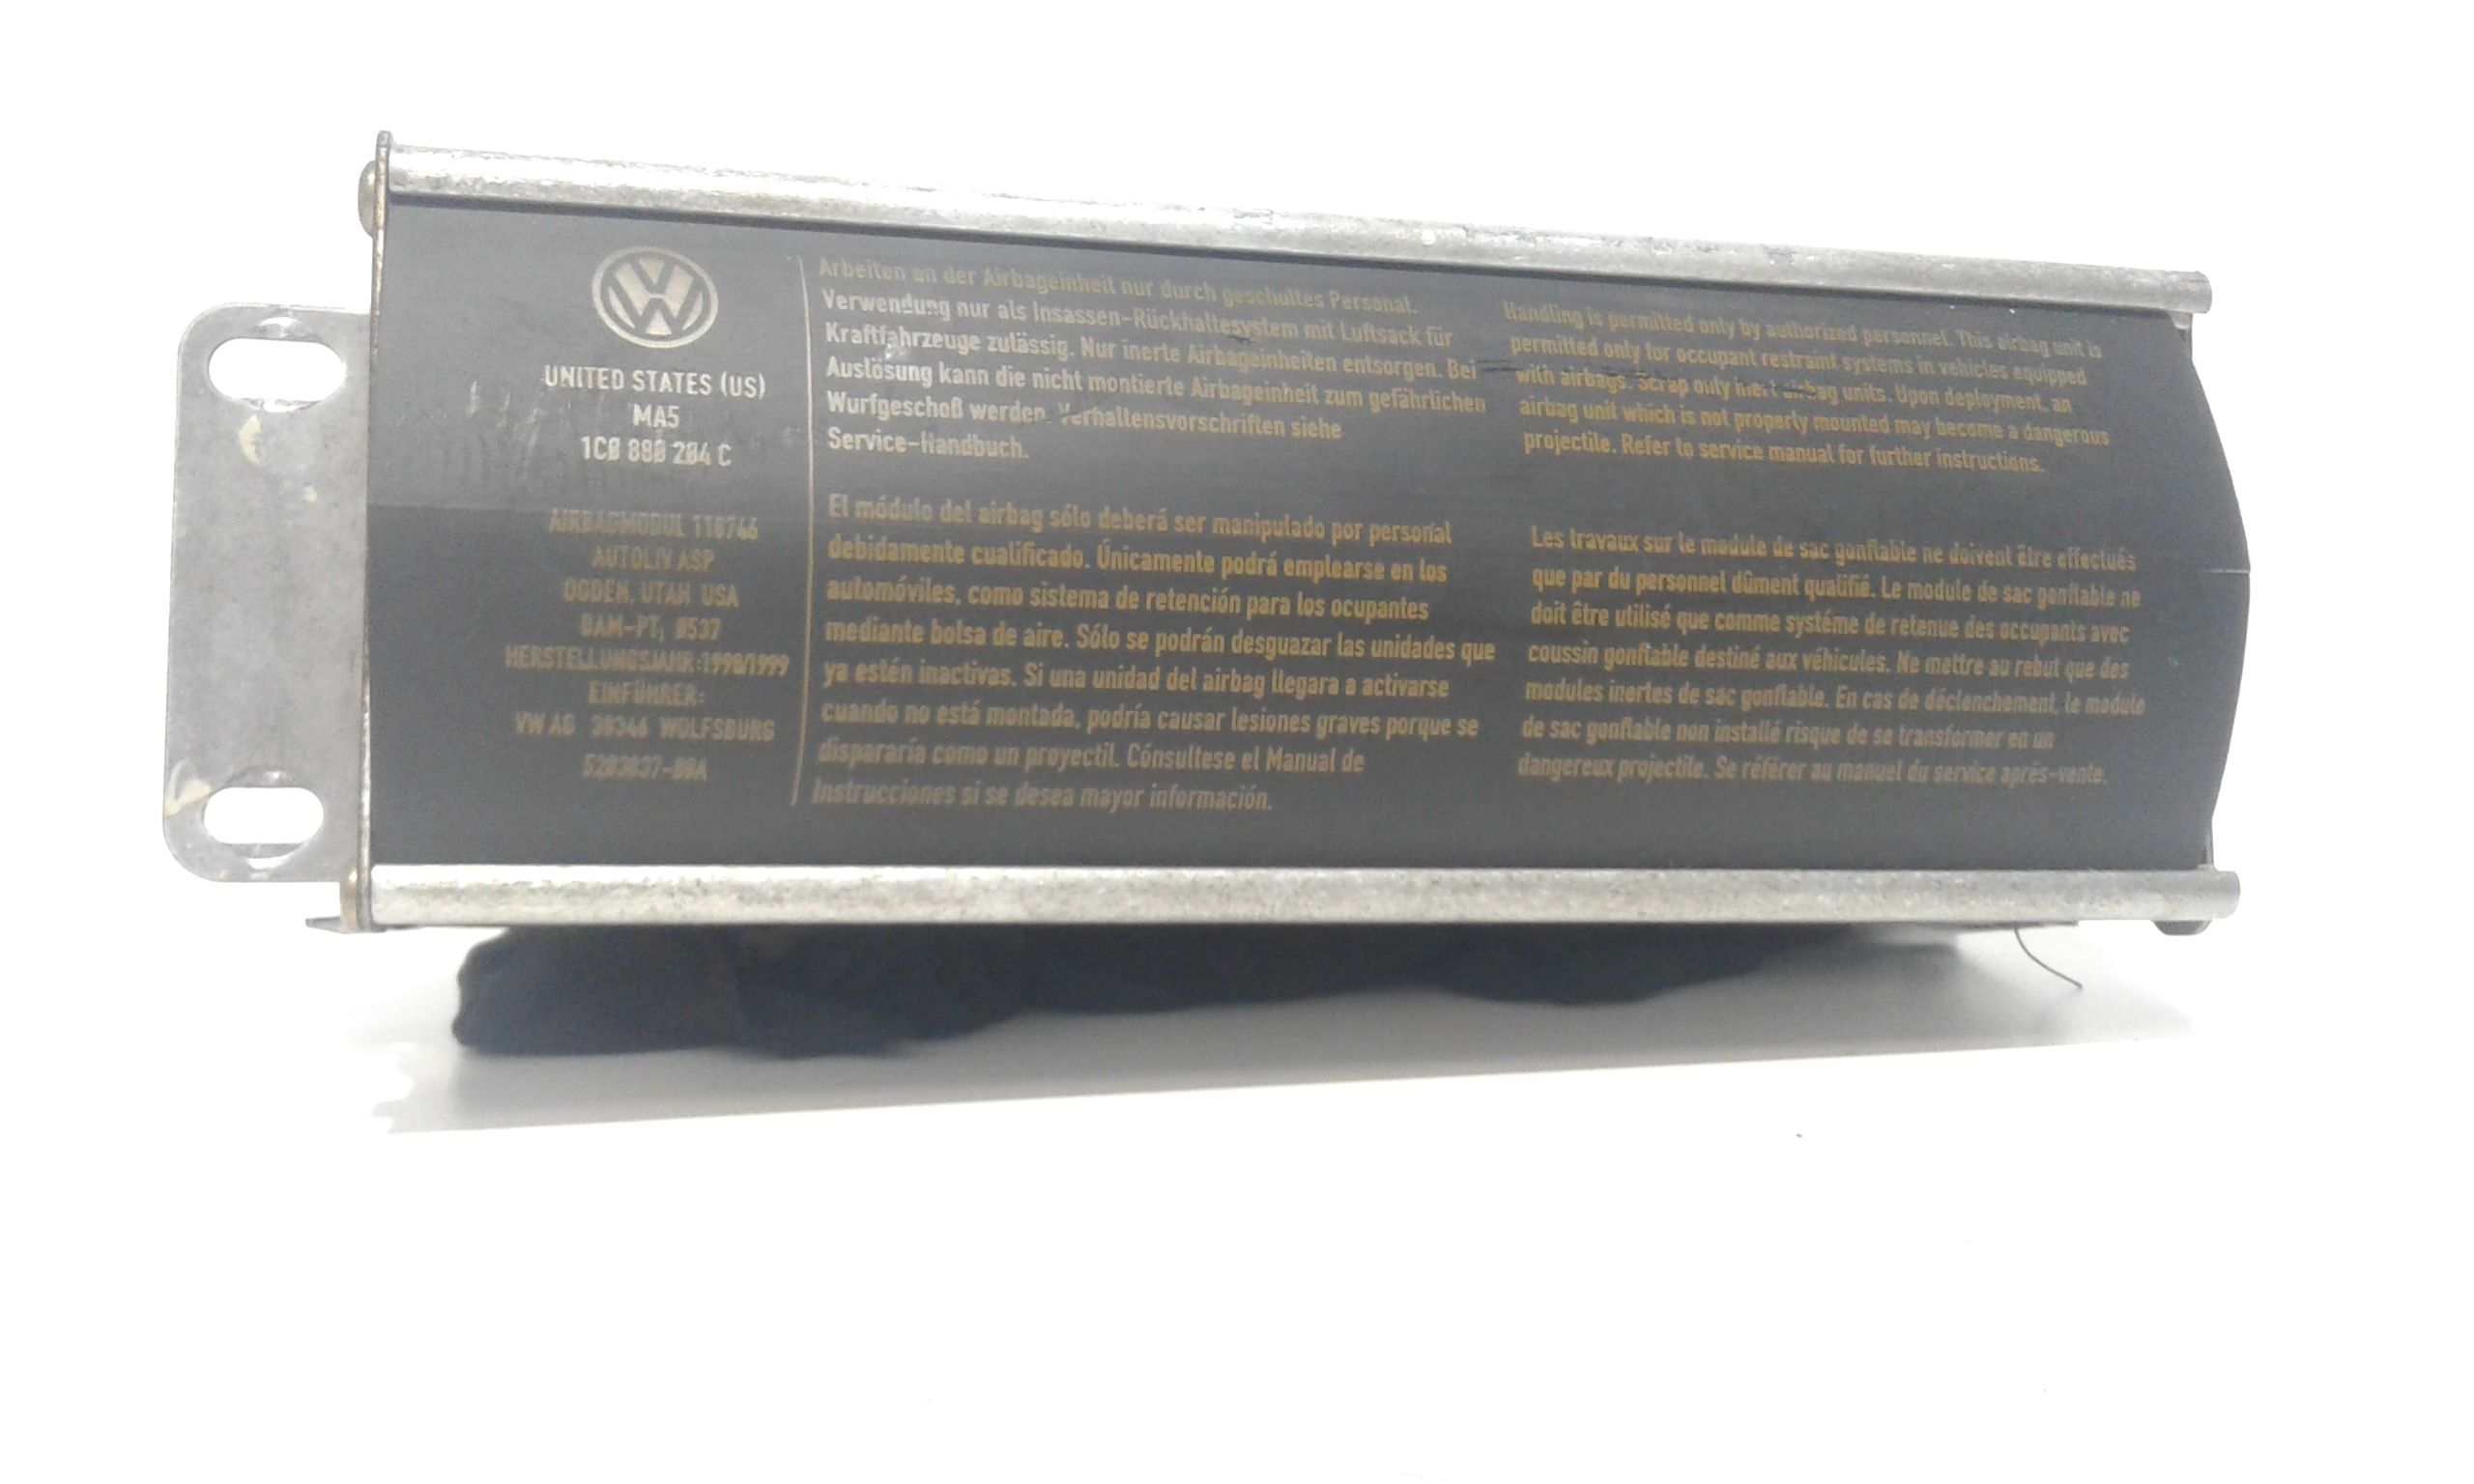 UNITED STATES (US)
MA5
1C0 880 204 C
AIRBAGMODUL 110746
AUTOLIV ASP
OGDEN, UTAH USA
BAM-PT, 0537
HERSTELLUNGSJAHR:1998/1999
EINFÜHRER:
VW AG 38346 WOLFSBURG
5203037-00A
Arbeiten an der Airbageinheit nur durch geschultes Personal.
Verwendung nur als Insassen-Rückhaltesystem mit Luftsack für
Kraftfahrzeuge zulässig. Nur inerte Airbageinheiten entsorgen. Bei
Auslösung kann die nicht montierte Airbageinheit zum gefährlichen
Wurfgeschoß werden. Verhaltensvorschriften siehe
Service-Handbuch.
El módulo del airbag sólo deberá ser manipulado por personal
debidamente cualificado. Únicamente podrá emplearse en los
automóviles, como sistema de retención para los ocupantes
mediante bolsa de aire. Sólo se podrán desguazar las unidades que
ya estén inactivas. Si una unidad del airbag llegara a activarse
cuando no está montada, podría causar lesiones graves porque se
dispararía como un proyectil. Cónsultese el Manual de
Instrucciones si se desea mayor información.
Handling is permitted only by authorized personnel. This airbag unit is
permitted only for occupant restraint systems in vehicles equipped
with airbags. Scrap only inert airbag units. Upon deployment, an
airbag unit which is not properly mounted may become a dangerous
projectile. Refer to service manual for further instructions.
Les travaux sur le module de sac gonflable ne doivent être effectués
que par du personnel dûment qualifié. Le module de sac gonflable ne
doit être utilisé que comme systéme de retenue des occupants avec
coussin gonflable destiné aux véhicules. Ne mettre au rebut que des
modules inertes de sac gonflable. En cas de déclenchement, le module
de sac gonflable non installé risque de se transformer en un
dangereux projectile. Se référer au manuel du service après-vente.